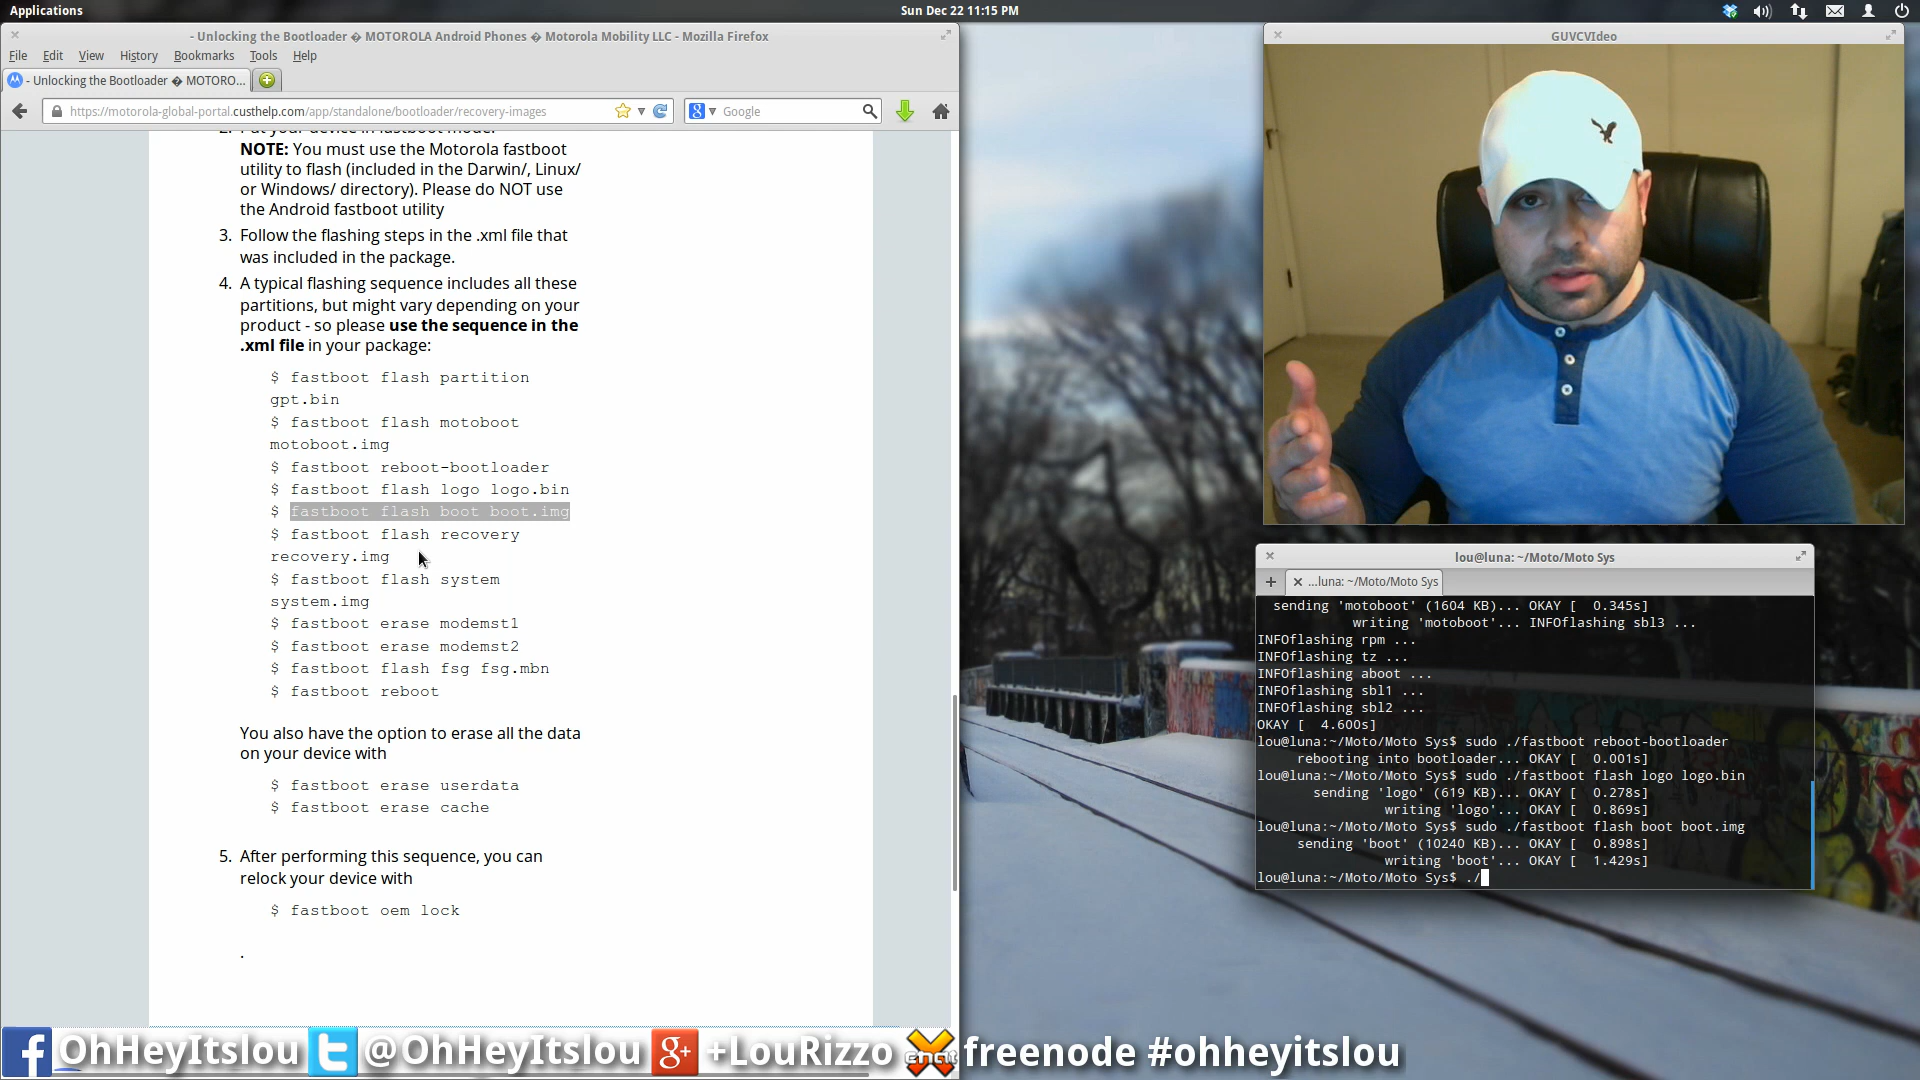 Applications
Sun Dec 22 11:15 PM
- Unlocking the Bootloader � MOTOROLA Android Phones � Motorola Mobility LLC - Mozilla Firefox
File Edit View History Bookmarks Tools Help
- Unlocking the Bootloader � MOTORO...
https://motorola-global-portal.custhelp.com/app/standalone/bootloader/recovery-images
Google
2. Put your device in fastboot mode.
NOTE: You must use the Motorola fastboot
utility to flash (included in the Darwin/, Linux/
or Windows/ directory). Please do NOT use
the Android fastboot utility
3. Follow the flashing steps in the .xml file that
was included in the package.
4. A typical flashing sequence includes all these
partitions, but might vary depending on your
product - so please use the sequence in the
.xml file in your package:
$ fastboot flash partition
gpt.bin
$ fastboot flash motoboot
motoboot.img
$ fastboot reboot-bootloader
$ fastboot flash logo logo.bin
$ fastboot flash boot boot.img
$ fastboot flash recovery
recovery.img
$ fastboot flash system
system.img
$ fastboot erase modemst1
$ fastboot erase modemst2
$ fastboot flash fsg fsg.mbn
$ fastboot reboot
You also have the option to erase all the data
on your device with
$ fastboot erase userdata
$ fastboot erase cache
5. After performing this sequence, you can
relock your device with
$ fastboot oem lock
.
GUVCVIdeo
lou@luna: ~/Moto/Moto Sys
...luna: ~/Moto/Moto Sys
sending 'motoboot' (1604 KB)... OKAY [  0.345s]
writing 'motoboot'... INFOflashing sbl3 ...
INFOflashing rpm ...
INFOflashing tz ...
INFOflashing aboot ...
INFOflashing sbl1 ...
INFOflashing sbl2 ...
OKAY [  4.600s]
lou@luna:~/Moto/Moto Sys$ sudo ./fastboot reboot-bootloader
rebooting into bootloader... OKAY [  0.001s]
lou@luna:~/Moto/Moto Sys$ sudo ./fastboot flash logo logo.bin
sending 'logo' (619 KB)... OKAY [  0.278s]
writing 'logo'... OKAY [  0.869s]
lou@luna:~/Moto/Moto Sys$ sudo ./fastboot flash boot boot.img
sending 'boot' (10240 KB)... OKAY [  0.898s]
writing 'boot'... OKAY [  1.429s]
lou@luna:~/Moto/Moto Sys$ ./
f OhHeyItslou t @OhHeyItslou g+ +LouRizzo X chat freenode #ohheyitslou